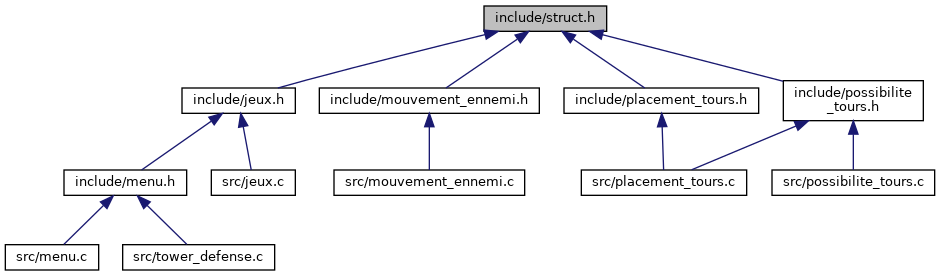 include/struct.h
include/jeux.h
include/mouvement_ennemi.h
include/placement_tours.h
include/possibilite
_tours.h
include/menu.h
src/jeux.c
src/mouvement_ennemi.c
src/placement_tours.c
src/possibilite_tours.c
src/menu.c
src/tower_defense.c